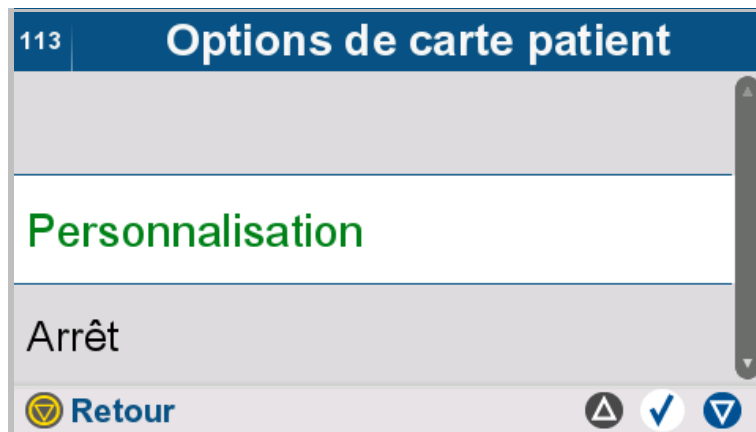 113
Options de carte patient
Personnalisation
Arrêt
Retour